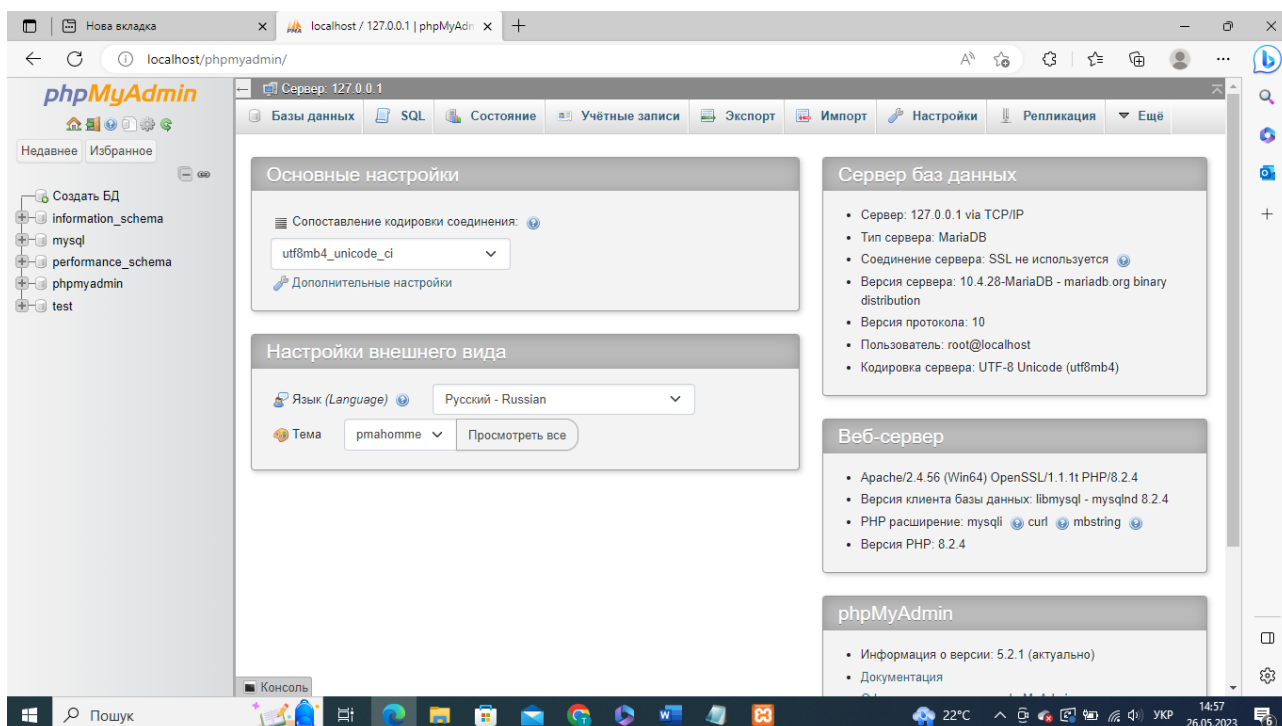 Нова вкладка
localhost / 127.0.0.1 | phpMyAdm
localhost/phpmyadmin/
phpMyAdmin
Недавнее Избранное
Создать БД
information_schema
mysql
performance_schema
phpmyadmin
test
Сервер: 127.0.0.1
Базы данных SQL Состояние Учётные записи Экспорт Импорт Настройки Репликация Ещё
Основные настройки
Сопоставление кодировки соединения:
utf8mb4_unicode_ci
Дополнительные настройки
Настройки внешнего вида
Язык (Language) Русский - Russian
Тема pmahomme Просмотреть все
Сервер баз данных
• Сервер: 127.0.0.1 via TCP/IP
• Тип сервера: MariaDB
• Соединение сервера: SSL не используется
• Версия сервера: 10.4.28-MariaDB - mariadb.org binary
distribution
• Версия протокола: 10
• Пользователь: root@localhost
• Кодировка сервера: UTF-8 Unicode (utf8mb4)
Веб-сервер
• Apache/2.4.56 (Win64) OpenSSL/1.1.1t PHP/8.2.4
• Версия клиента базы данных: libmysql - mysqlnd 8.2.4
• PHP расширение: mysqli curl mbstring
• Версия PHP: 8.2.4
phpMyAdmin
• Информация о версии: 5.2.1 (актуально)
• Документация
Консоль
Пошук
22°C
УКР
14:57
26.05.2023